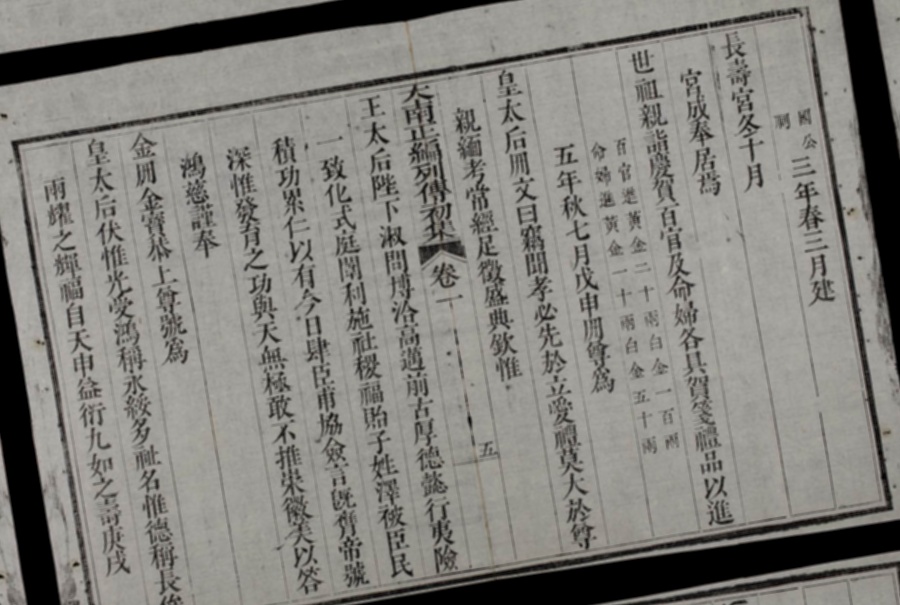 國公
嗣
三年春三月建
長壽宮冬十月
宮成奉居焉
世祖親詣慶賀百官及命婦各具賀箋禮品以進
百官進黃金二十兩白金一百兩
命婦進黃金一十兩白金五十兩
五年秋七月戊申冊尊為
皇太后冊文曰竊聞孝必先於立愛禮莫大於尊
親緬考常經足徵盛典欽惟
大南正編列傳初集 卷一 五
王太后陛下淑問博洽高邁前古厚德懿行夷險
一致化式庭闈利施社稷福貽子姓澤被臣民
積功累仁以有今日肆臣甫協僉言既膺帝號
深惟發育之功與天無極敢不推崇徽美以答
鴻慈謹奉
金冊金寶恭上尊號為
皇太后伏惟光受鴻稱永綏多祉名惟德稱長
兩耀之輝福自天申益衍九如之壽庚戌